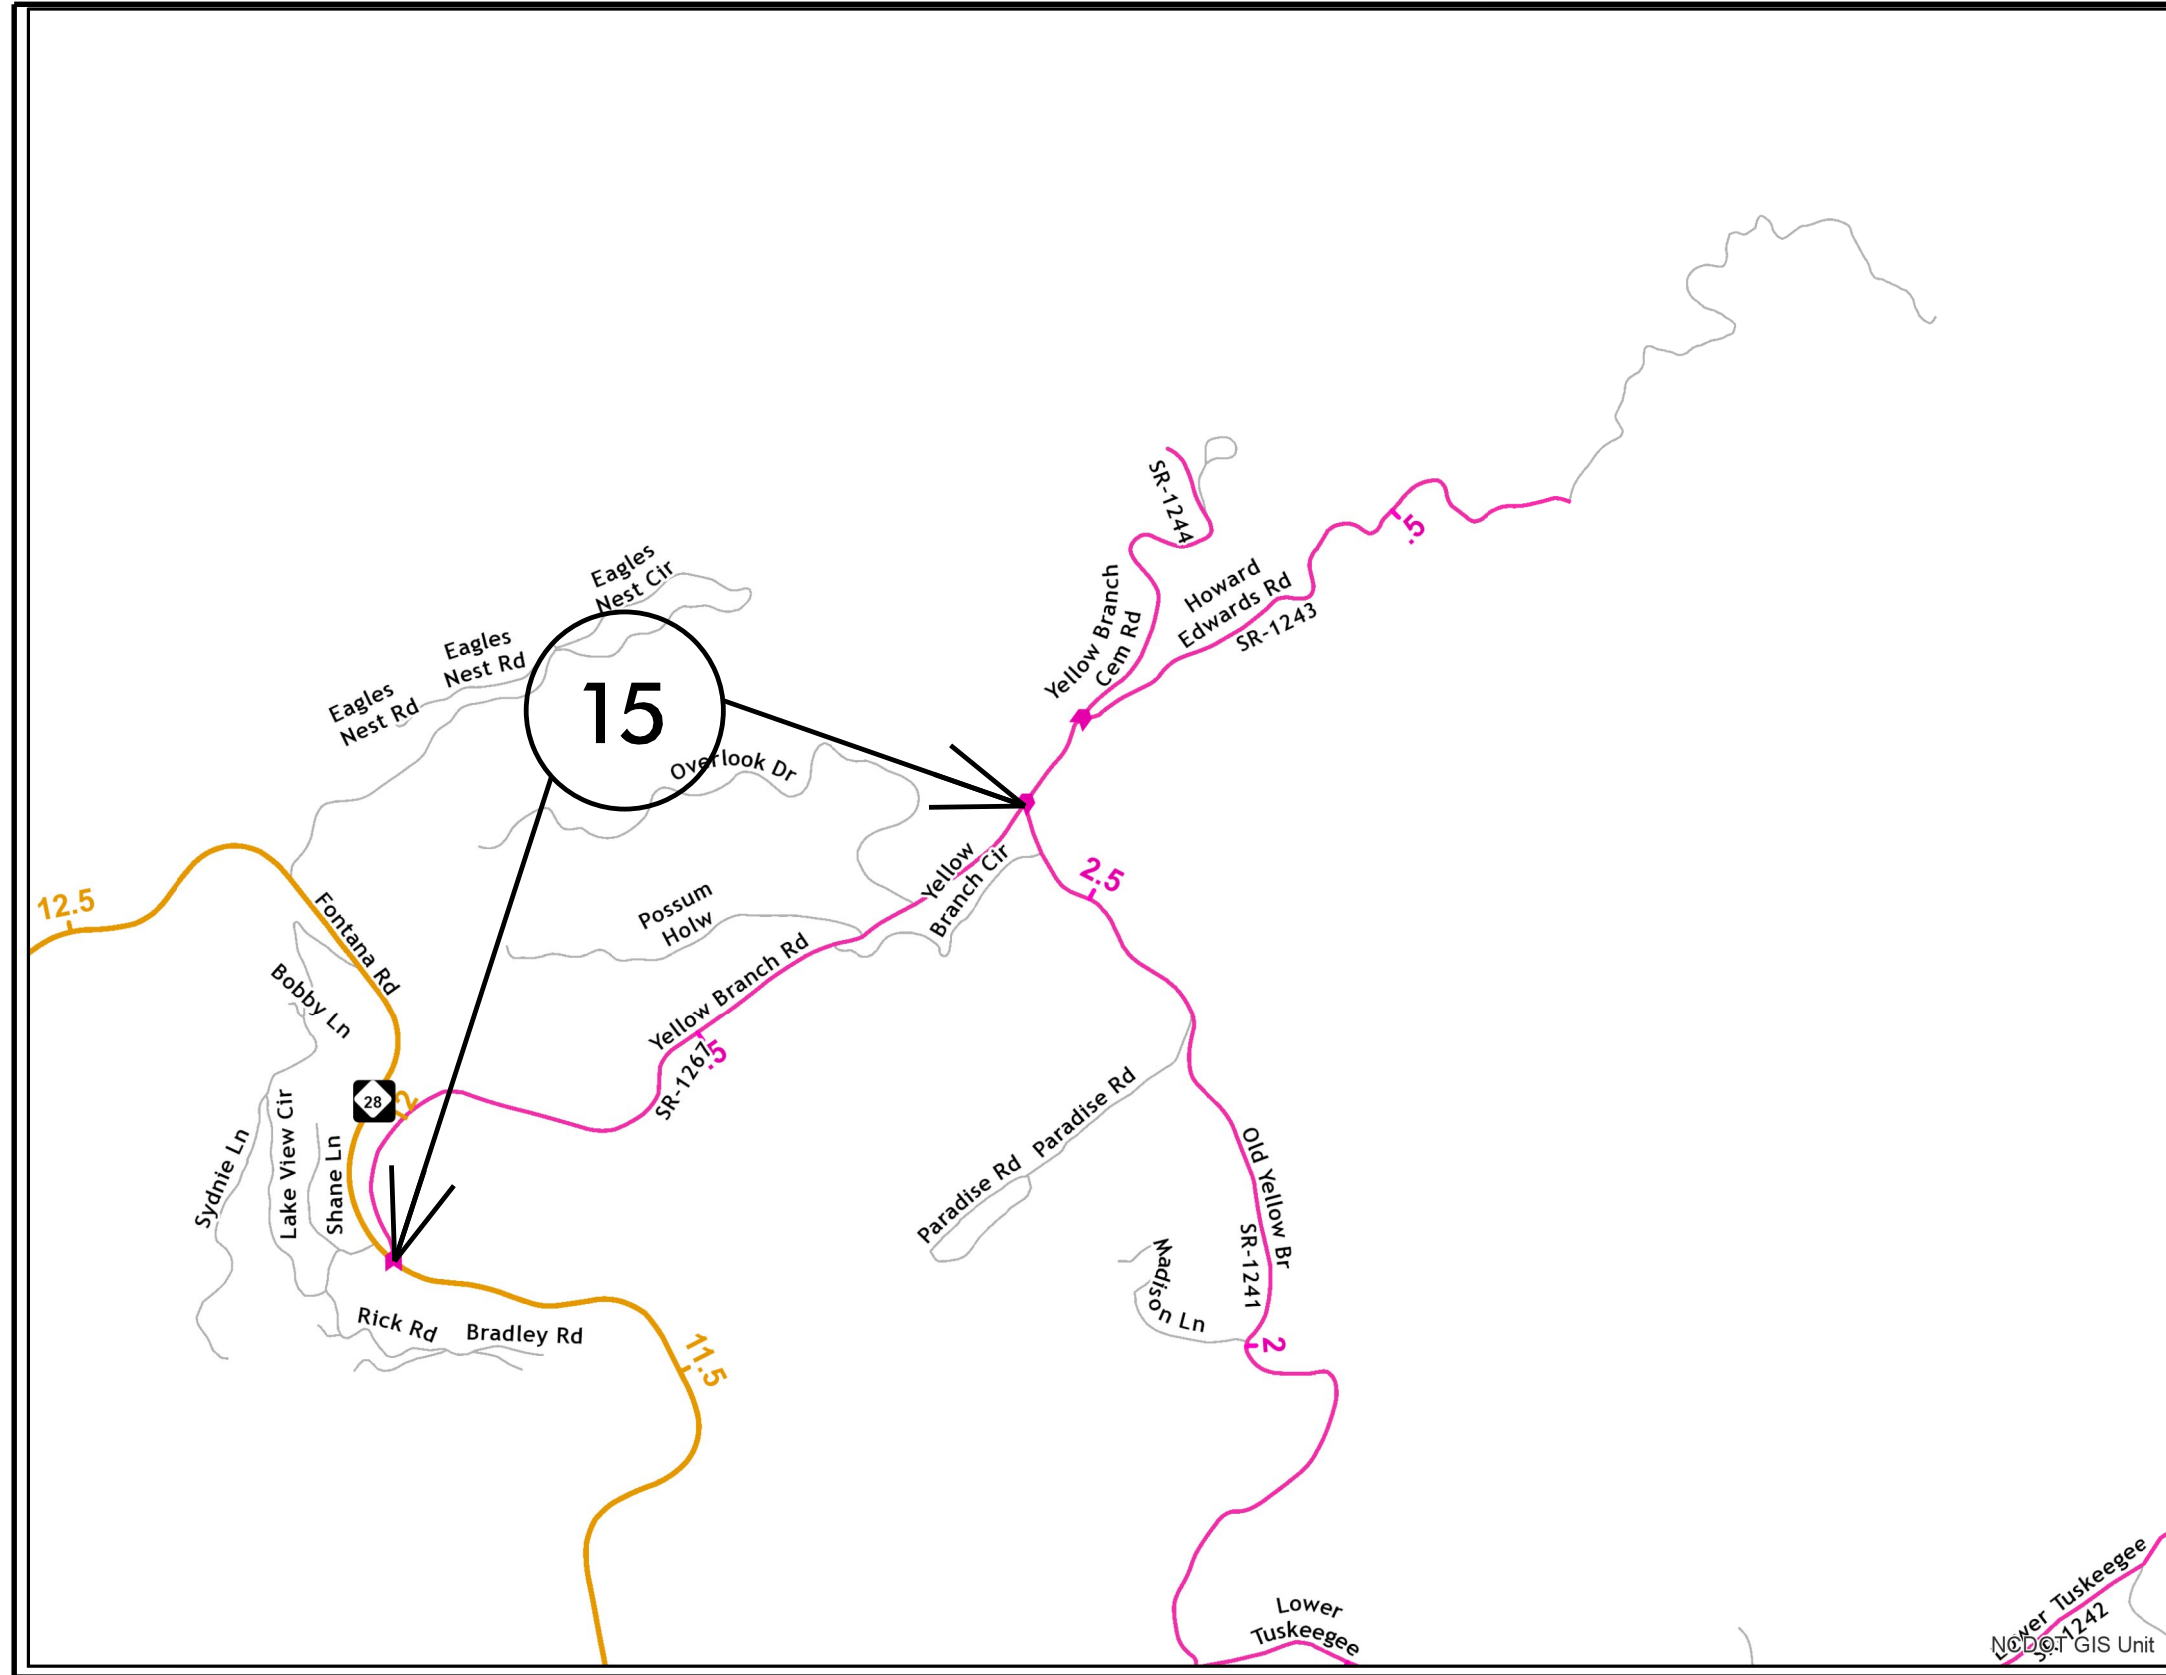 SR-1244
.5
Howard
Edwards Rd
SR-1243
Yellow Branch
Cem Rd
Eagles
Nest Cir
Eagles
Nest Rd
Eagles
Nest Rd
15
Overlook Dr
2.5
Yellow
Branch Cir
Possum
Holw
12.5
Fontana Rd
Yellow Branch Rd
.5
SR-1267
Bobby Ln
28
12
Paradise Rd
Paradise Rd
Lake View Cir
Shane Ln
Sydnie Ln
Old Yellow Br
SR-1241
Madison Ln
Rick Rd
Bradley Rd
2
11.5
Lower
Tuskeegee
Lower Tuskeegee
SR-1242
NCDOT GIS Unit